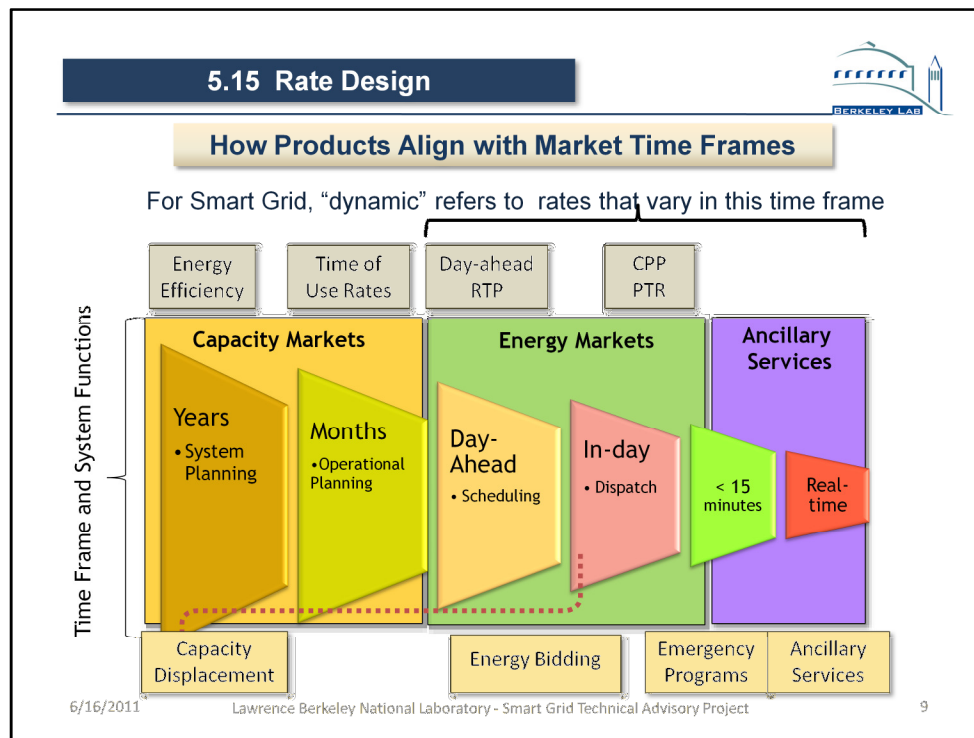 5.15 Rate Design
BERKELEY LAB
How Products Align with Market Time Frames
For Smart Grid, “dynamic” refers to rates that vary in this time frame
Energy
Efficiency
Time of
Use Rates
Day-ahead
RTP
CPP
PTR
Time Frame and System Functions
Capacity Markets
Energy Markets
Ancillary
Services
Years
• System
Planning
Months
•Operational
Planning
Day-
Ahead
• Scheduling
In-day
• Dispatch
< 15
minutes
Real-
time
Capacity
Displacement
Energy Bidding
Emergency
Programs
Ancillary
Services
6/16/2011
Lawrence Berkeley National Laboratory - Smart Grid Technical Advisory Project
9